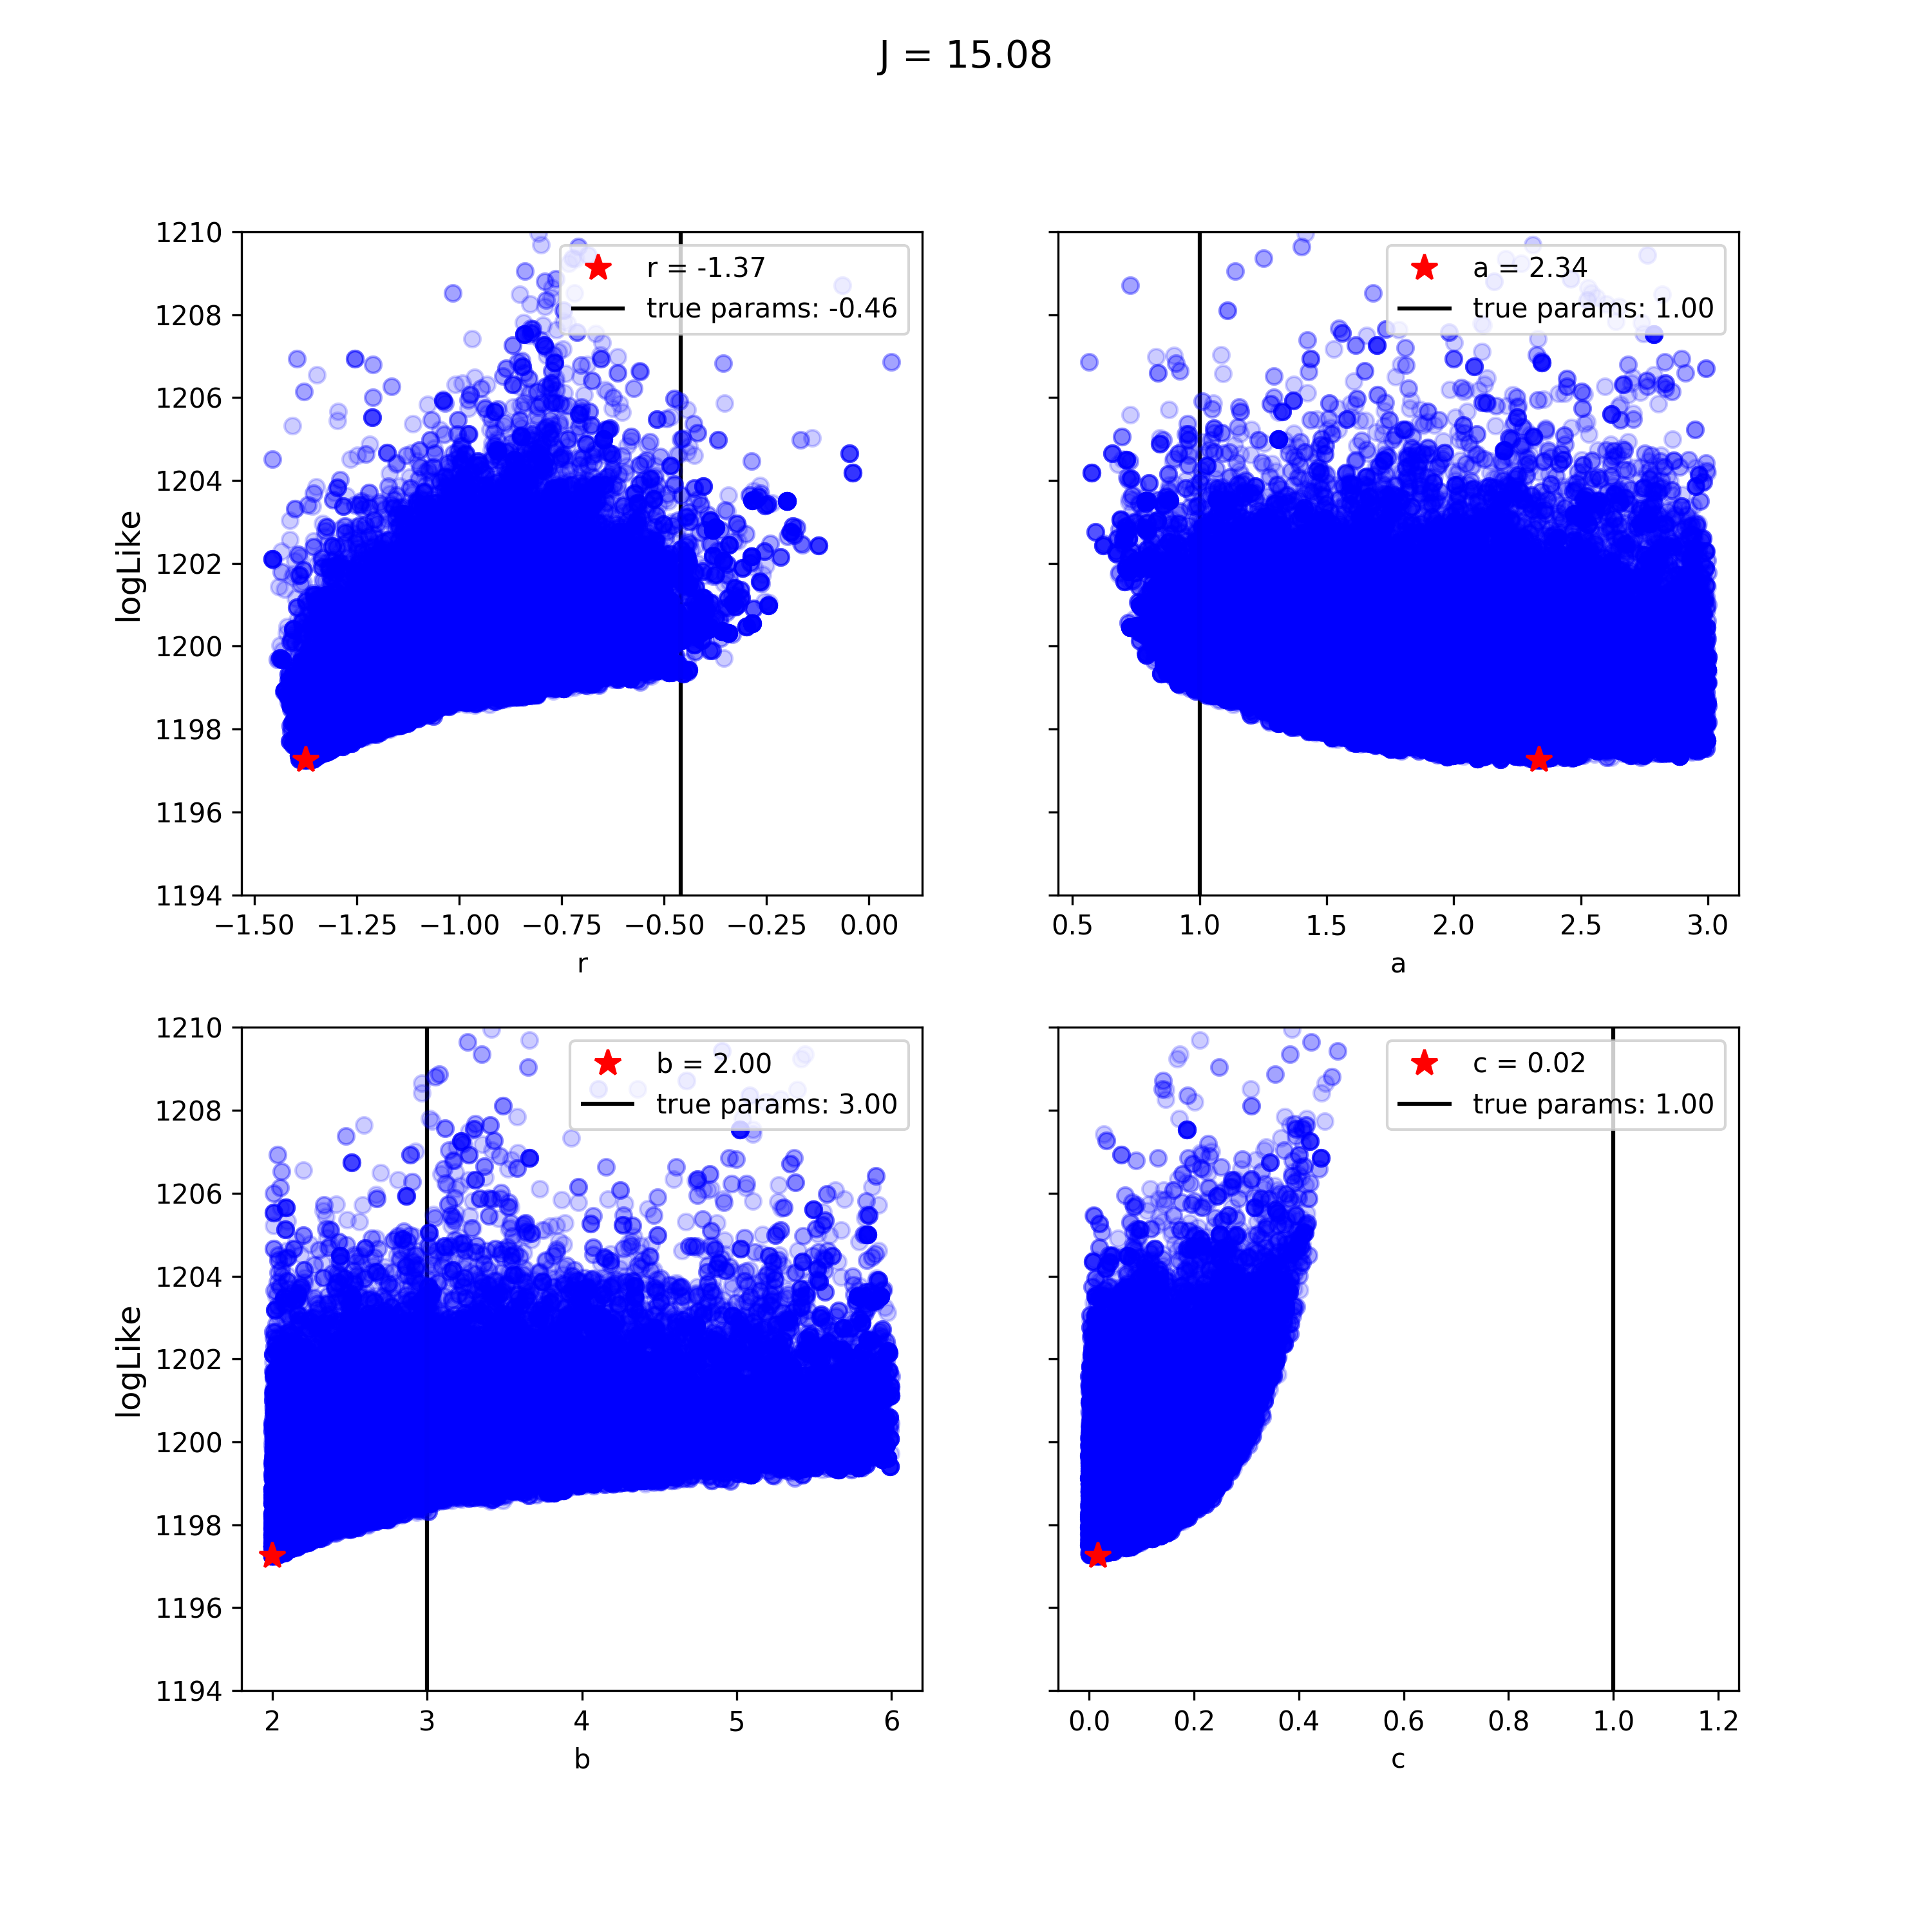 J = 15.08
1210
1208
1206
1204
1202
1200
1198
1196
1194
logLike
r = -1.37
true params: -0.46
−1.50 −1.25 −1.00 −0.75 −0.50 −0.25 0.00
r
a = 2.34
true params: 1.00
0.5 1.0 1.5 2.0 2.5 3.0
a
1210
1208
1206
1204
1202
1200
1198
1196
1194
logLike
b = 2.00
true params: 3.00
2 3 4 5 6
b
c = 0.02
true params: 1.00
0.0 0.2 0.4 0.6 0.8 1.0 1.2
c